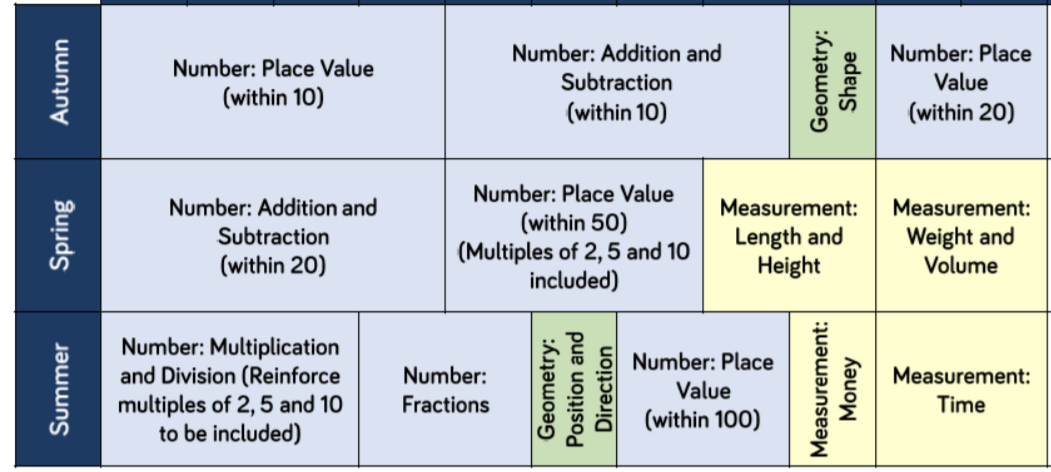 Autumn
Number: Place Value
(within 10)
Number: Addition and
Subtraction
(within 10)
Geometry:
Shape
Number: Place
Value
(within 20)
Spring
Number: Addition and
Subtraction
(within 20)
Number: Place Value
(within 50)
(Multiples of 2, 5 and 10
included)
Measurement:
Length and
Height
Measurement:
Weight and
Volume
Summer
Number: Multiplication
and Division (Reinforce
multiples of 2, 5 and 10
to be included)
Number:
Fractions
Geometry:
Position and
Direction
Number: Place
Value
(within 100)
Measurement:
Money
Measurement:
Time